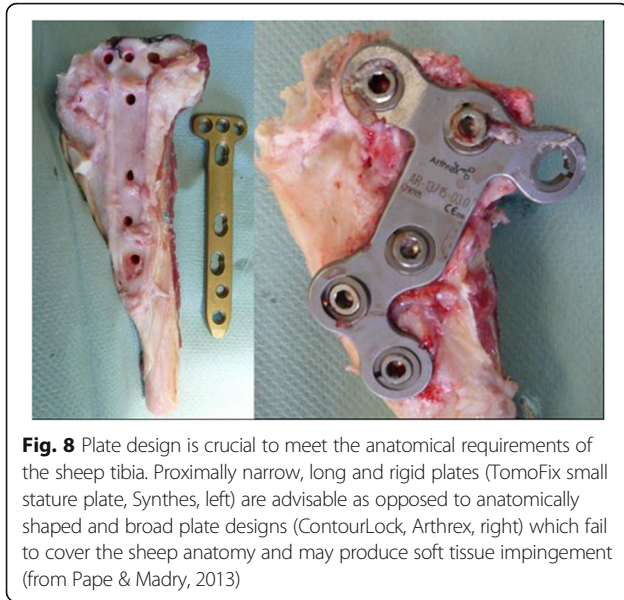 Arthrex
AR-13715-030
CE
Fig. 8 Plate design is crucial to meet the anatomical requirements of
the sheep tibia. Proximally narrow, long and rigid plates (TomoFix small
stature plate, Synthes, left) are advisable as opposed to anatomically
shaped and broad plate designs (ContourLock, Arthrex, right) which fail
to cover the sheep anatomy and may produce soft tissue impingement
(from Pape & Madry, 2013)